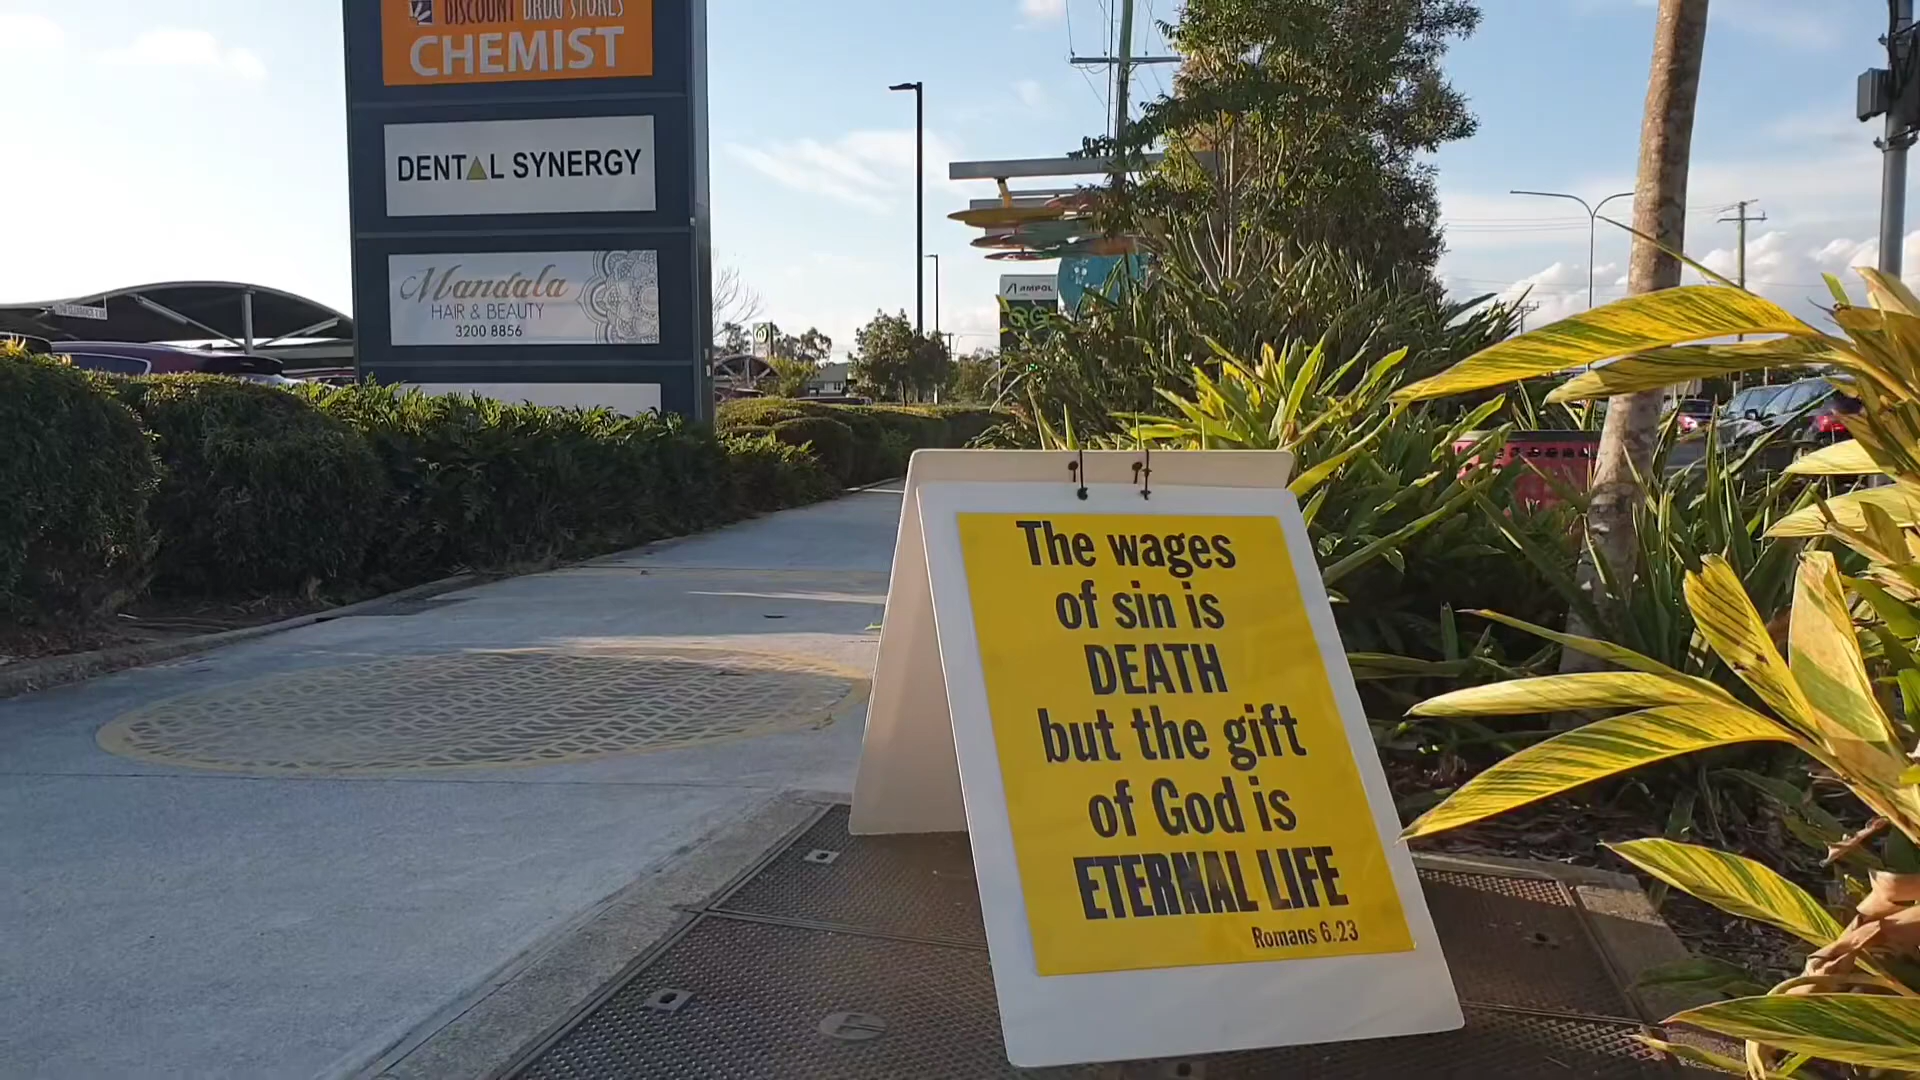 DISCOUNT DRUG STORES
CHEMIST
DENTAL SYNERGY
Mandala
HAIR & BEAUTY
3200 8856
AMPOL
The wages
of sin is
DEATH
but the gift
of God is
ETERNAL LIFE
Romans 6.23